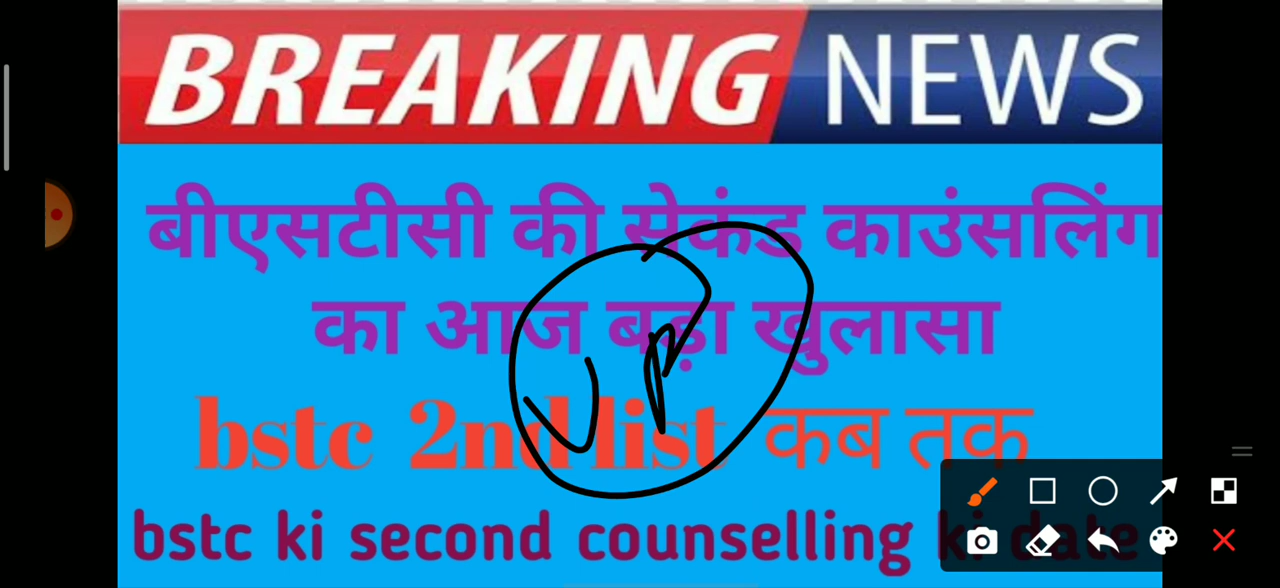 BREAKING NEWS
बीएसटीसी की सेकंड काउंसलिंग
का आज बड़ा खुलासा
bstc 2nd list कब तक
bstc ki second counselling ki date
UP